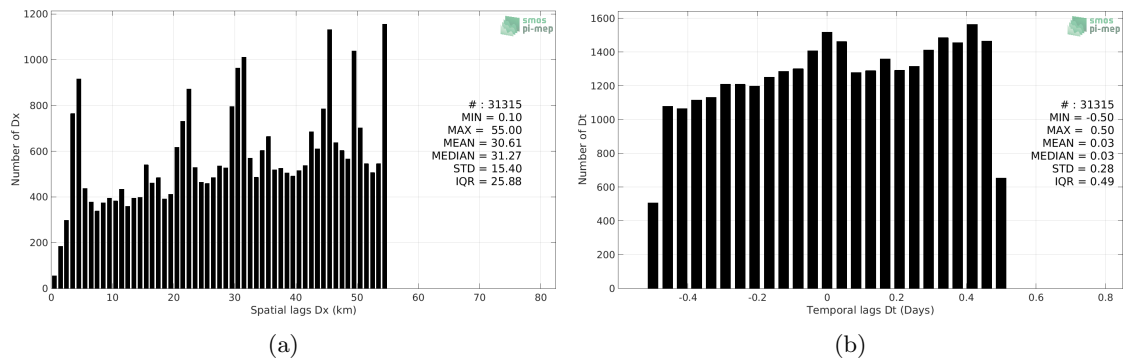 1200
1000
800
600
400
200
0
Number of Dx
smos
pi-mep
# : 31315
MIN = 0.10
MAX = 55.00
MEAN = 30.61
MEDIAN = 31.27
STD = 15.40
IQR = 25.88
0 10 20 30 40 50 60 70 80
Spatial lags Dx (km)
(a)
1600
1400
1200
1000
800
600
400
200
0
Number of Dt
smos
pi-mep
# : 31315
MIN = -0.50
MAX = 0.50
MEAN = 0.03
MEDIAN = 0.03
STD = 0.28
IQR = 0.49
-0.4 -0.2 0 0.2 0.4 0.6 0.8
Temporal lags Dt (Days)
(b)